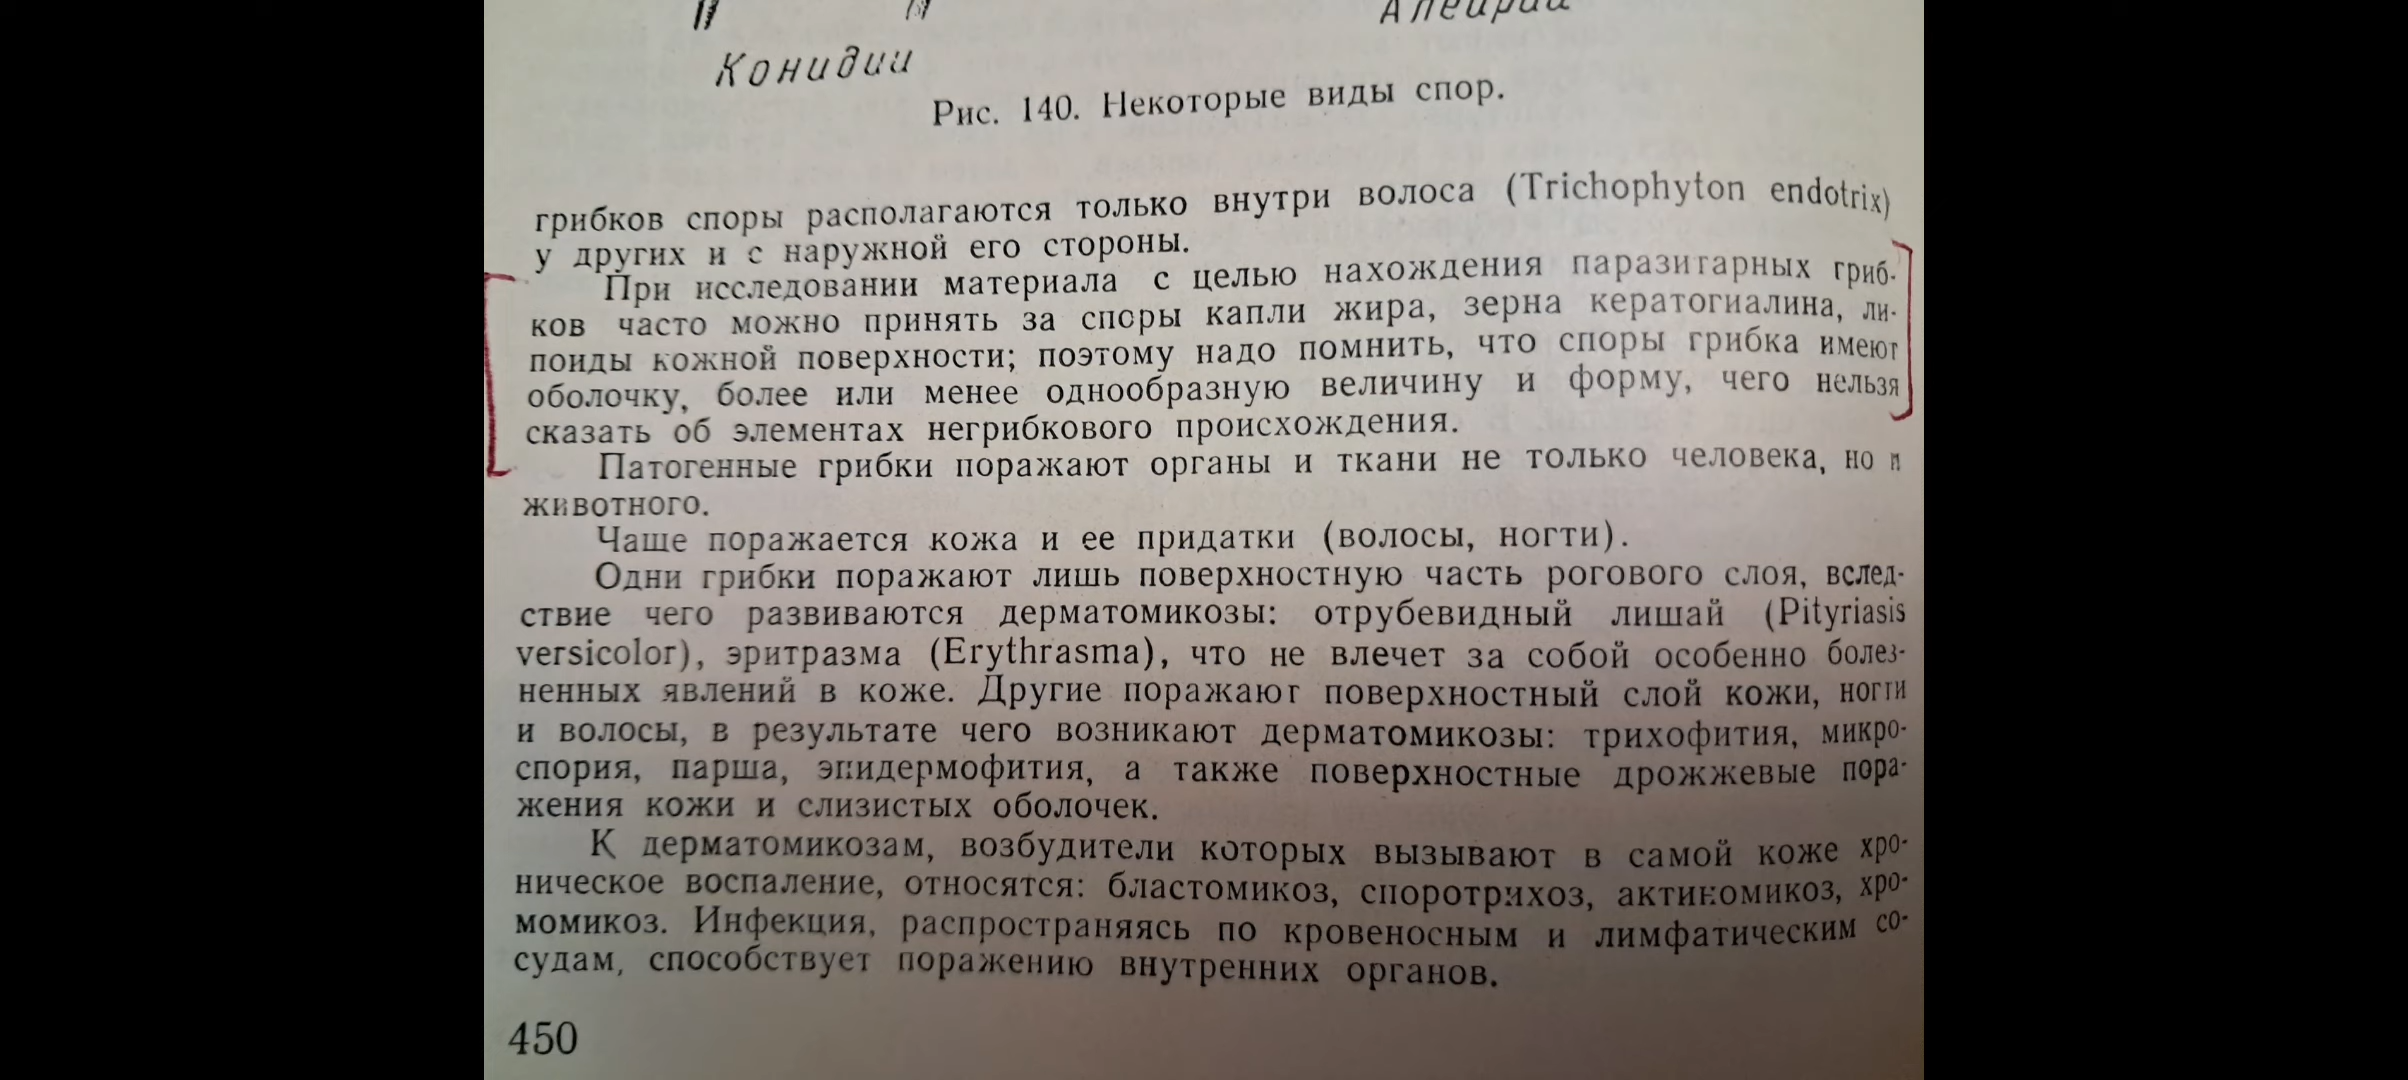 Конидии
Рис. 140. Некоторые виды спор.
грибков споры располагаются только внутри волоса (Trichophyton endotrix)
у других и с наружной его стороны.
При исследовании материала с целью нахождения паразитарных гриб-
ков часто можно принять за споры капли жира, зерна кератогиалина, ли-
поиды кожной поверхности; поэтому надо помнить, что споры грибка имеют
оболочку, более или менее однообразную величину и форму, чего нельзя
сказать об элементах негрибкового происхождения.
Патогенные грибки поражают органы и ткани не только человека, но и
животного.
Чаще поражается кожа и ее придатки (волосы, ногти).
Одни грибки поражают лишь поверхностную часть рогового слоя, вслед-
ствие чего развиваются дерматомикозы: отрубевидный лишай (Pityriasis
versicolor), эритразма (Erythrasma), что не влечет за собой особенно болез-
ненных явлений в коже. Другие поражают поверхностный слой кожи, ногти
и волосы, в результате чего возникают дерматомикозы: трихофития, микро-
спория, парша, эпидермофития, а также поверхностные дрожжевые пора-
жения кожи и слизистых оболочек.
К дерматомикозам, возбудители которых вызывают в самой коже хро-
ническое воспаление, относятся: бластомикоз, споротрихоз, актиномикоз, хро-
момикоз. Инфекция, распространяясь по кровеносным и лимфатическим со-
судам, способствует поражению внутренних органов.
450